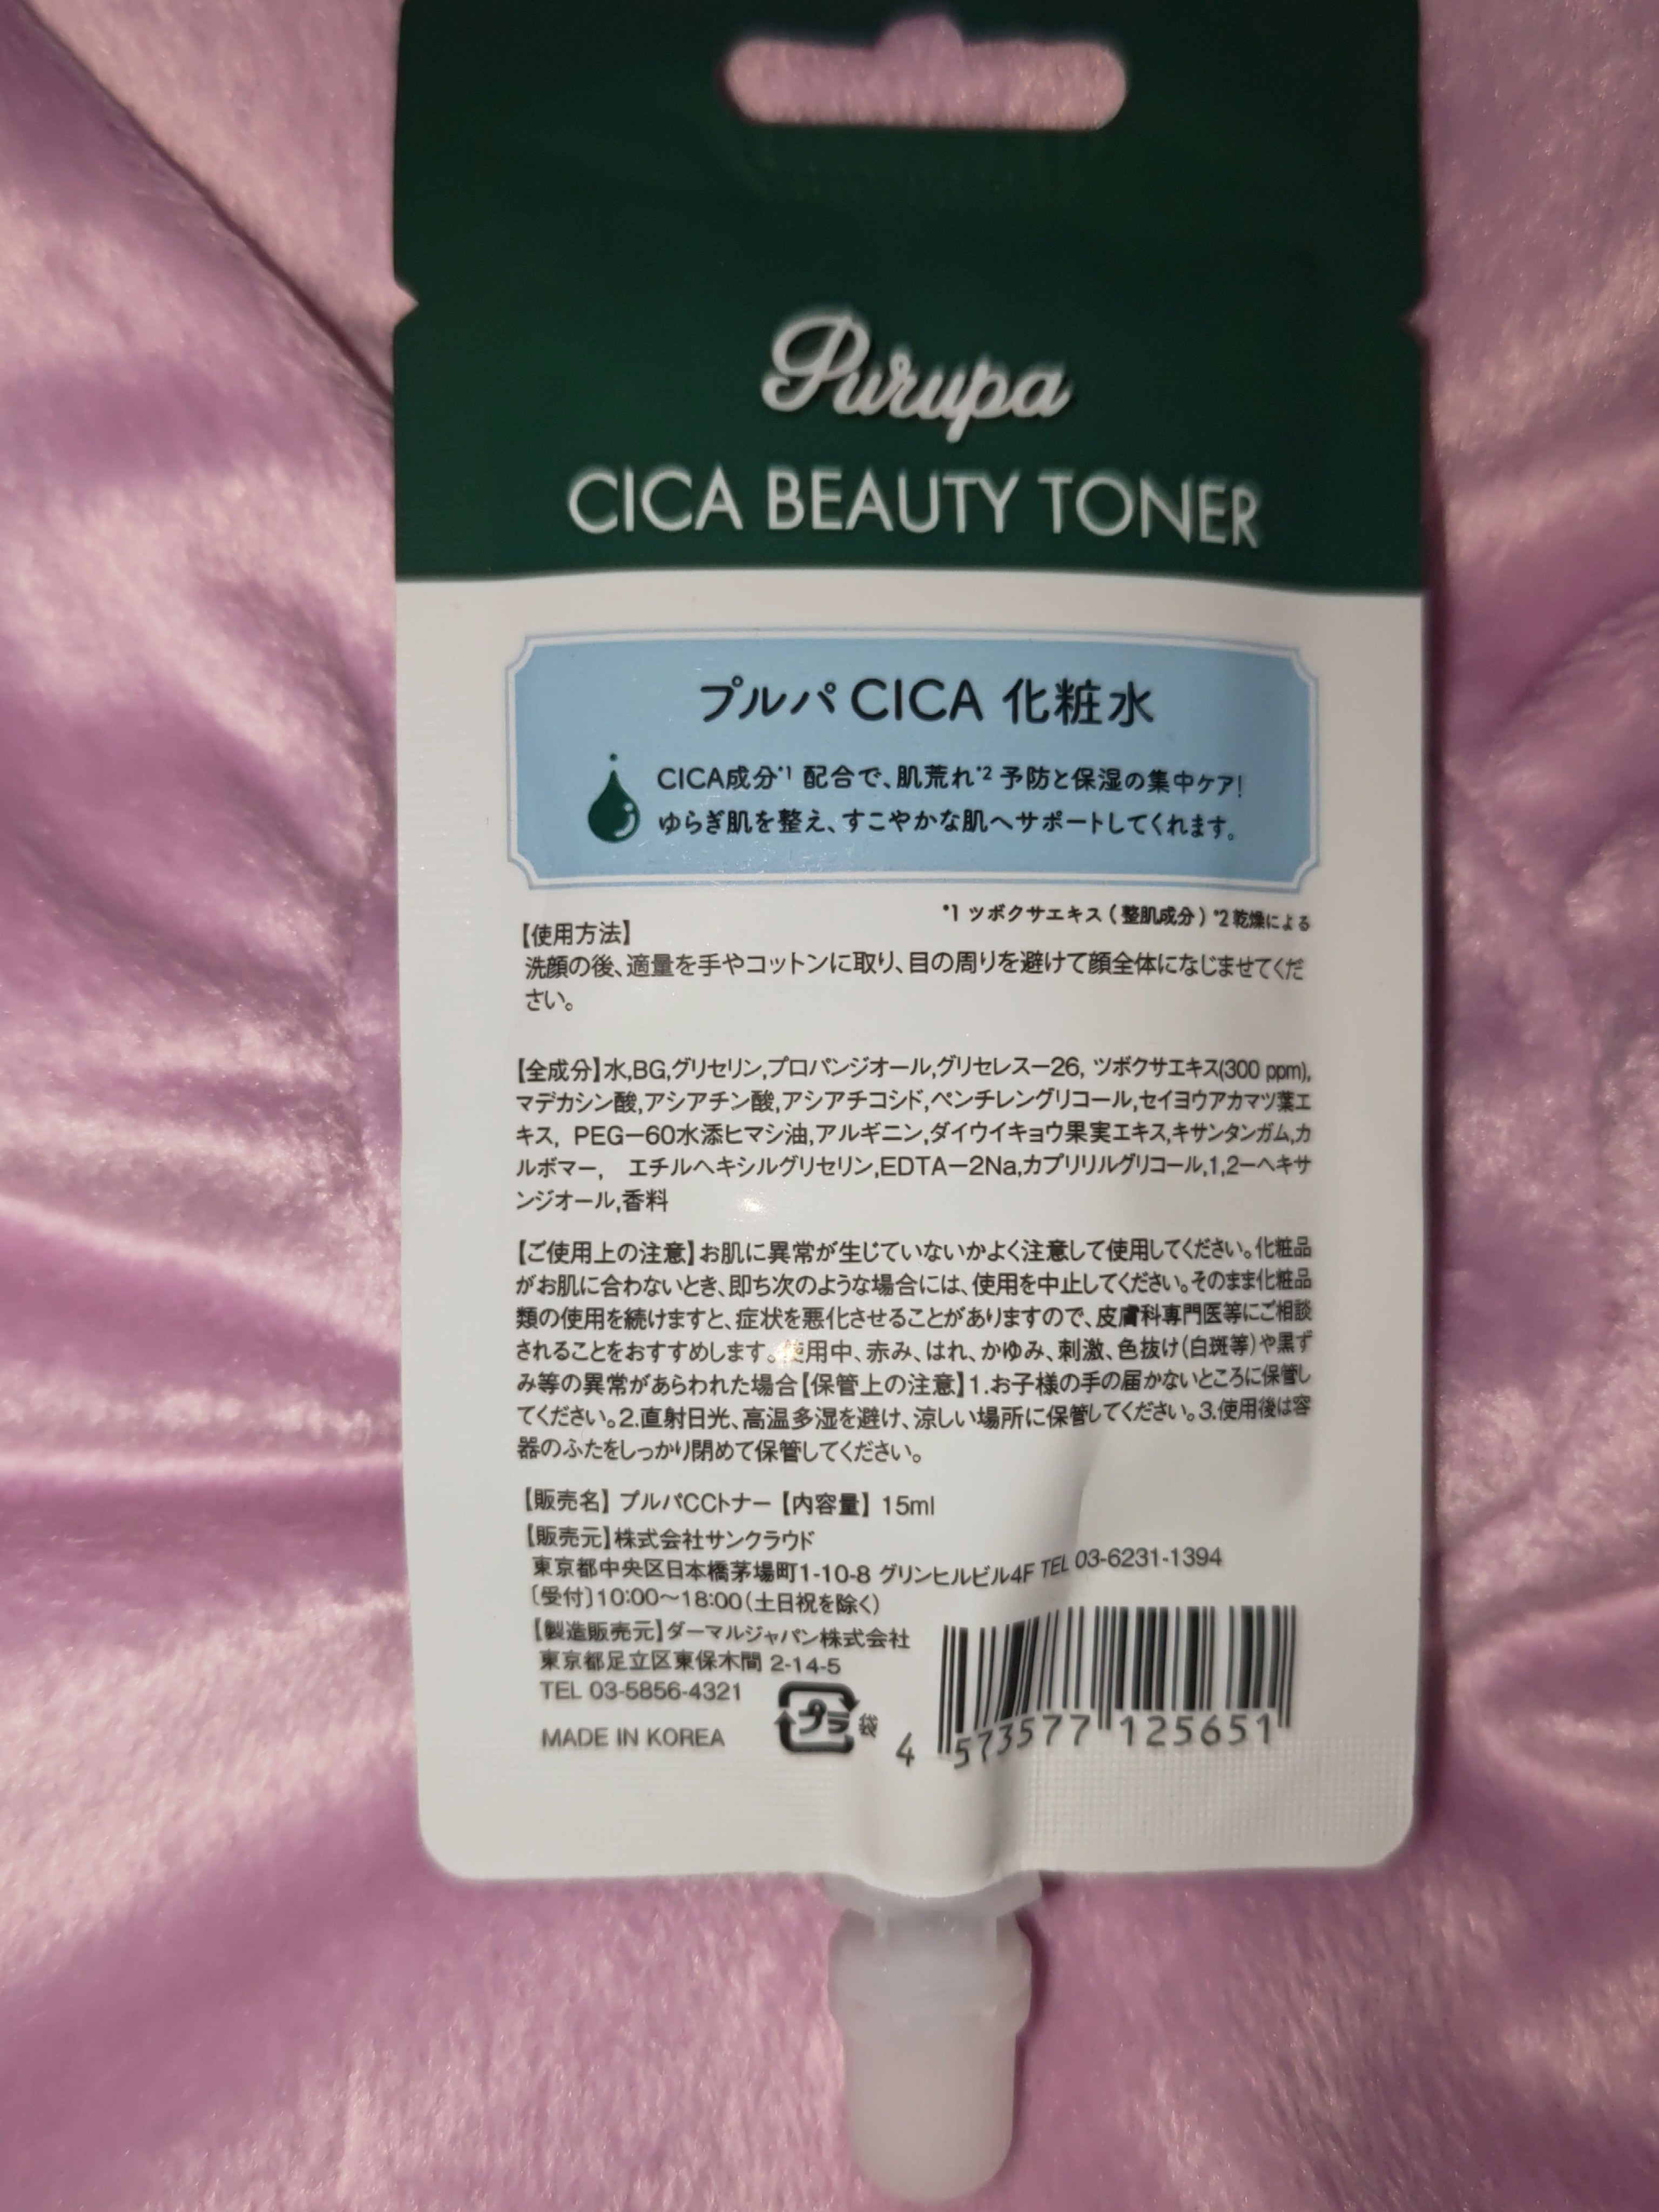 Purupa
CICA BEAUTY TONER
プルパ CICA 化粧水
CICA成分*1 配合で、肌荒れ*2 予防と保湿の集中ケア!
ゆらぎ肌を整え、すこやかな肌へサポートしてくれます。
*1 ツボクサエキス(整肌成分) *2 乾燥による
【使用方法】
洗顔の後、適量を手やコットンに取り、目の周りを避けて顔全体になじませてくだ
さい。
【全成分】水,BG,グリセリン,プロパンジオール,グリセレスー26, ツボクサエキス(300 ppm),
マデカシン酸,アシアチン酸,アシアチコシド,ペンチレングリコール,セイヨウアカマツ葉エ
キス, PEG－60水添ヒマシ油,アルギニン,ダイウイキョウ果実エキス,キサンタンガム,カ
ルボマー, エチルヘキシルグリセリン,EDTA－2Na,カプリリルグリコール,1,2ーヘキサ
ンジオール,香料
【ご使用上の注意】お肌に異常が生じていないかよく注意して使用してください。化粧品
がお肌に合わないとき、即ち次のような場合には、使用を中止してください。そのまま化粧品
類の使用を続けますと、症状を悪化させることがありますので、皮膚科専門医等にご相談
されることをおすすめします。使用中、赤み、はれ、かゆみ、刺激、色抜け(白斑等)や黒ず
み等の異常があらわれた場合【保管上の注意】1.お子様の手の届かないところに保管し
てください。2.直射日光、高温多湿を避け、涼しい場所に保管してください。3.使用後は容
器のふたをしっかり閉めて保管してください。
【販売名】 プルパCCトナー 【内容量】 15ml
【販売元】株式会社サンクラウド
東京都中央区日本橋茅場町1-10-8 グリンヒルビル4F TEL 03-6231-1394
〔受付〕10:00～18:00(土日祝を除く)
【製造販売元】ダーマルジャパン株式会社
東京都足立区東保木間 2-14-5
TEL 03-5856-4321
MADE IN KOREA
プラ 袋
4 573577 125651